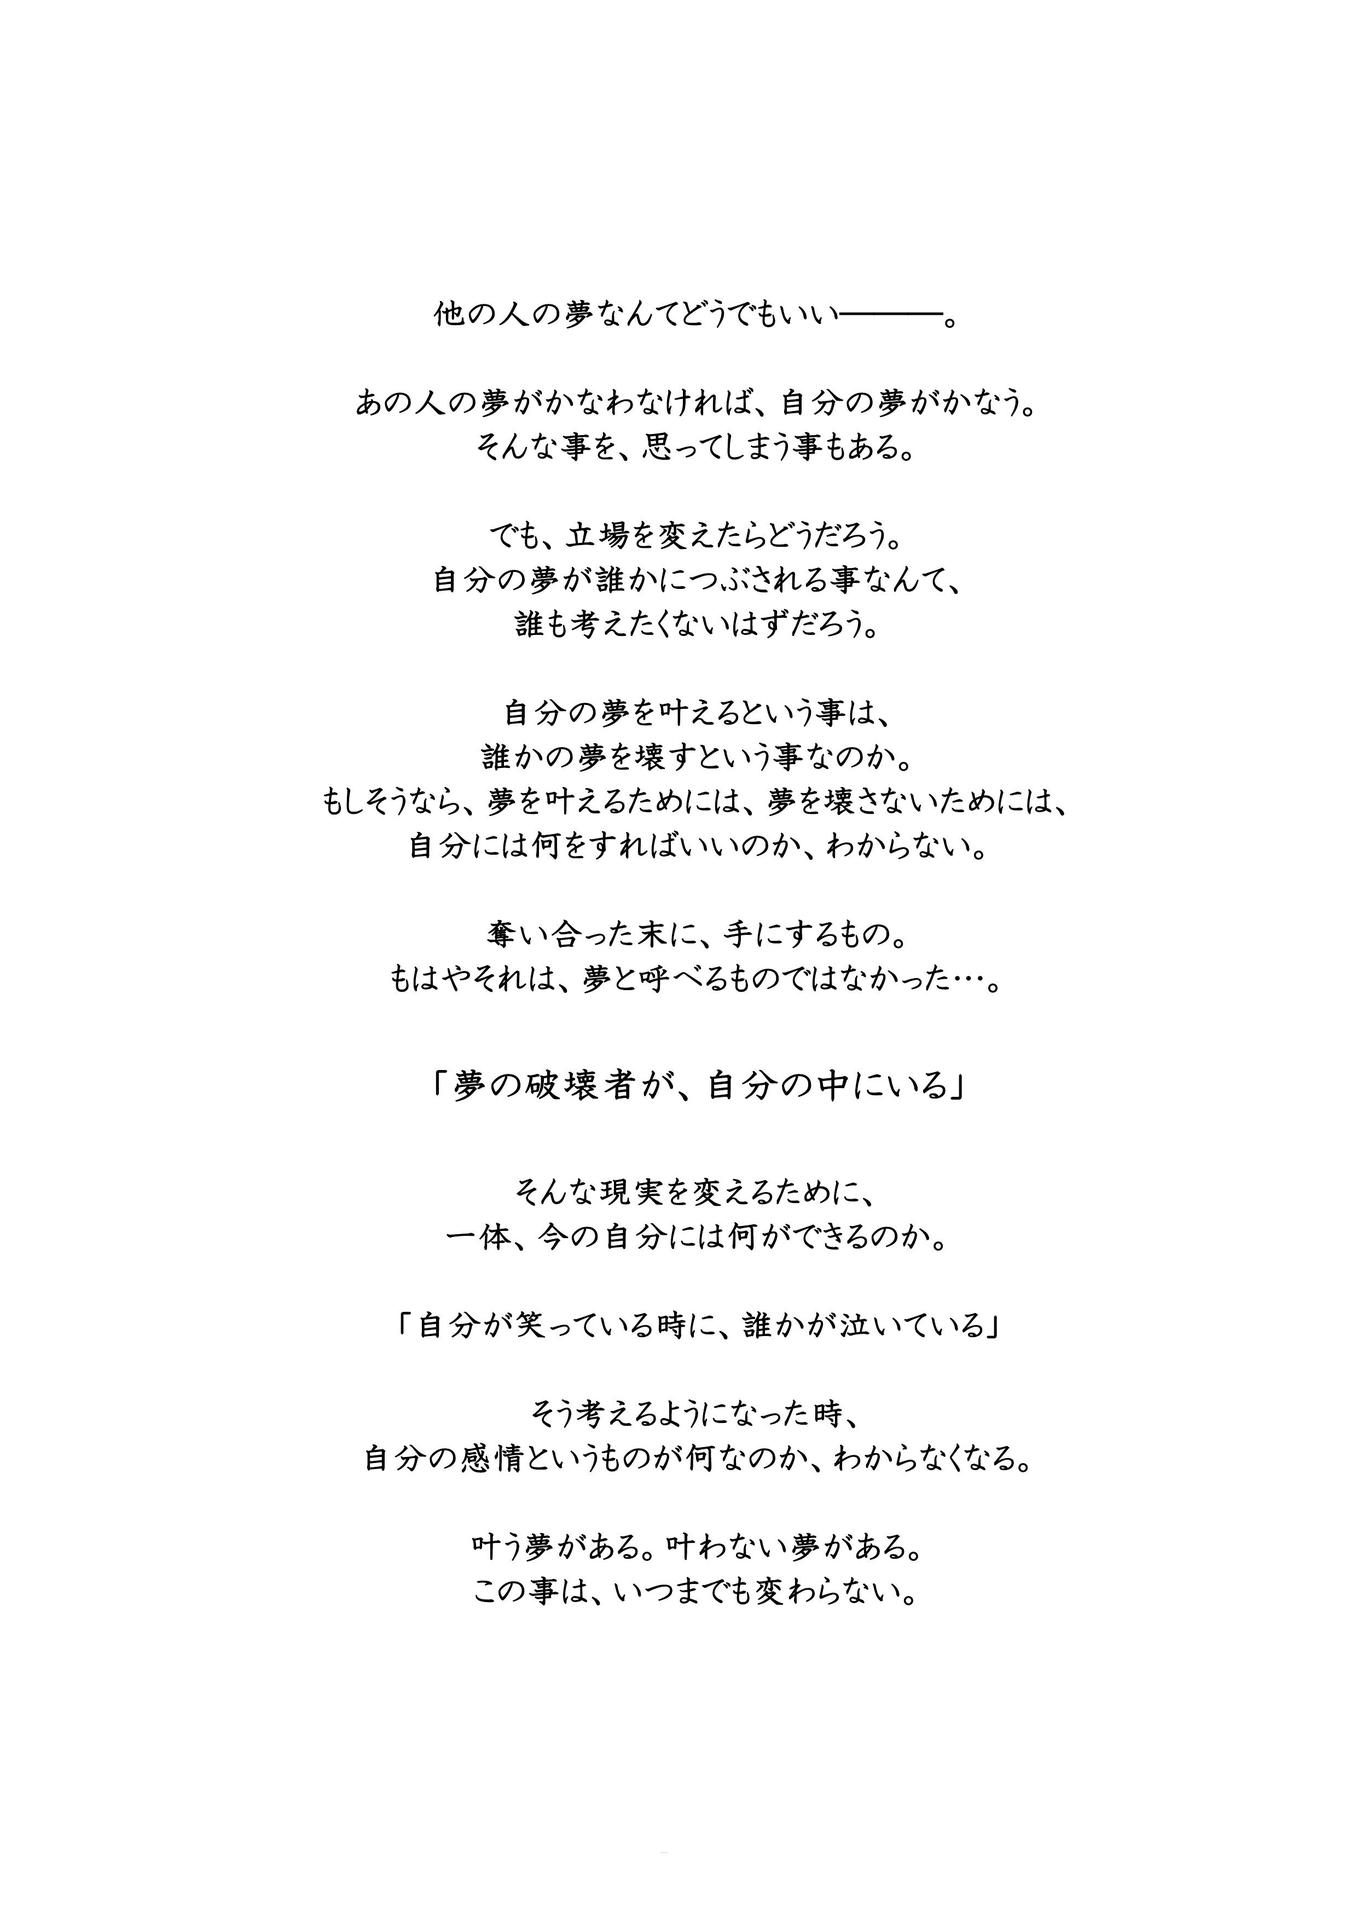 他の人の夢なんてどうでもいい―――。
あの人の夢がかなわなければ、自分の夢がかなう。
そんな事を、思ってしまう事もある。
でも、立場を変えたらどうだろう。
自分の夢が誰かにつぶされる事なんて、
誰も考えたくないはずだろう。
自分の夢を叶えるという事は、
誰かの夢を壊すという事なのか。
もしそうなら、夢を叶えるためには、夢を壊さないためには、
自分には何をすればいいのか、わからない。
奪い合った末に、手にするもの。
もはやそれは、夢と呼べるものではなかった…。
「夢の破壊者が、自分の中にいる」
そんな現実を変えるために、
一体、今の自分には何ができるのか。
「自分が笑っている時に、誰かが泣いている」
そう考えるようになった時、
自分の感情というものが何なのか、わからなくなる。
叶う夢がある。叶わない夢がある。
この事は、いつまでも変わらない。